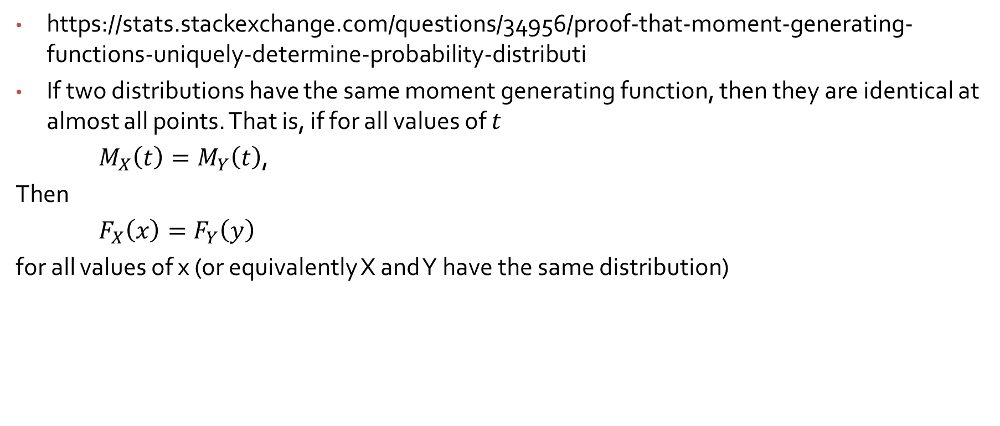 • https://stats.stackexchange.com/questions/34956/proof-that-moment-generating-
functions-uniquely-determine-probability-distributi
• If two distributions have the same moment generating function, then they are identical at
almost all points. That is, if for all values of 𝑡
𝑀_𝑋(𝑡) = 𝑀_𝑌(𝑡),
Then
𝐹_𝑋(𝑥) = 𝐹_𝑌(𝑦)
for all values of x (or equivalently X and Y have the same distribution)